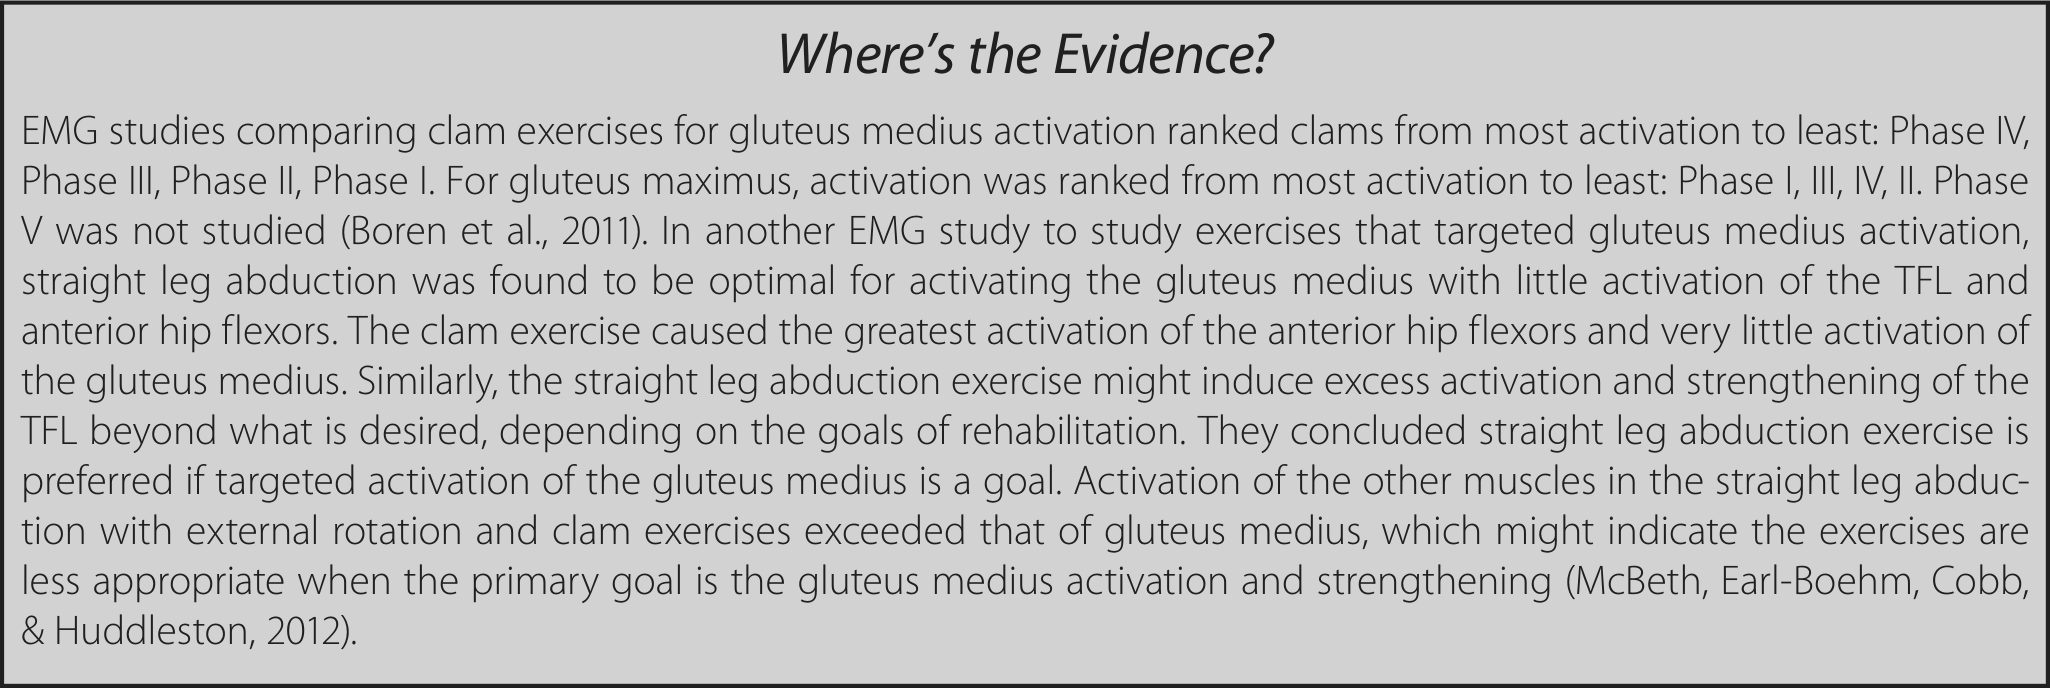 Where’s the Evidence?
EMG studies comparing clam exercises for gluteus medius activation ranked clams from most activation to least: Phase IV,
Phase III, Phase II, Phase I. For gluteus maximus, activation was ranked from most activation to least: Phase I, III, IV, II. Phase
V was not studied (Boren et al., 2011). In another EMG study to study exercises that targeted gluteus medius activation,
straight leg abduction was found to be optimal for activating the gluteus medius with little activation of the TFL and
anterior hip flexors. The clam exercise caused the greatest activation of the anterior hip flexors and very little activation of
the gluteus medius. Similarly, the straight leg abduction exercise might induce excess activation and strengthening of the
TFL beyond what is desired, depending on the goals of rehabilitation. They concluded straight leg abduction exercise is
preferred if targeted activation of the gluteus medius is a goal. Activation of the other muscles in the straight leg abduc-
tion with external rotation and clam exercises exceeded that of gluteus medius, which might indicate the exercises are
less appropriate when the primary goal is the gluteus medius activation and strengthening (McBeth, Earl-Boehm, Cobb,
& Huddleston, 2012).